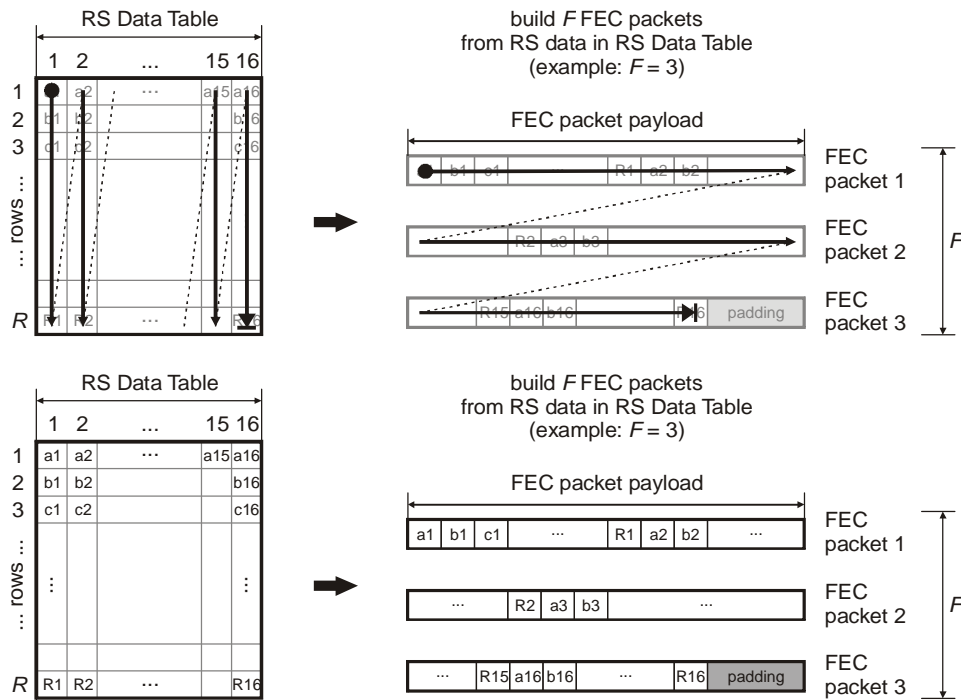 RS Data Table
1 2 ... 15 16
build F FEC packets
from RS data in RS Data Table
(example: F = 3)
1 a2 ... a15 a16
2 b1 b2 b16
3 c1 c2 c16
.... rows ...
R R1 R2 ... R16
FEC packet payload
b1 c1 ... R1 a2 b2
FEC
packet 1
R2 a3 b3
FEC
packet 2
R15 a16 b16 R16 padding
FEC
packet 3
F
RS Data Table
1 2 ... 15 16
build F FEC packets
from RS data in RS Data Table
(example: F = 3)
1 a1 a2 ... a15 a16
2 b1 b2 b16
3 c1 c2 c16
.... rows ...
... ...
R R1 R2 ... R16
FEC packet payload
a1 b1 c1 ... R1 a2 b2 ...
FEC
packet 1
... R2 a3 b3 ...
FEC
packet 2
... R15 a16 b16 ... R16 padding
FEC
packet 3
F